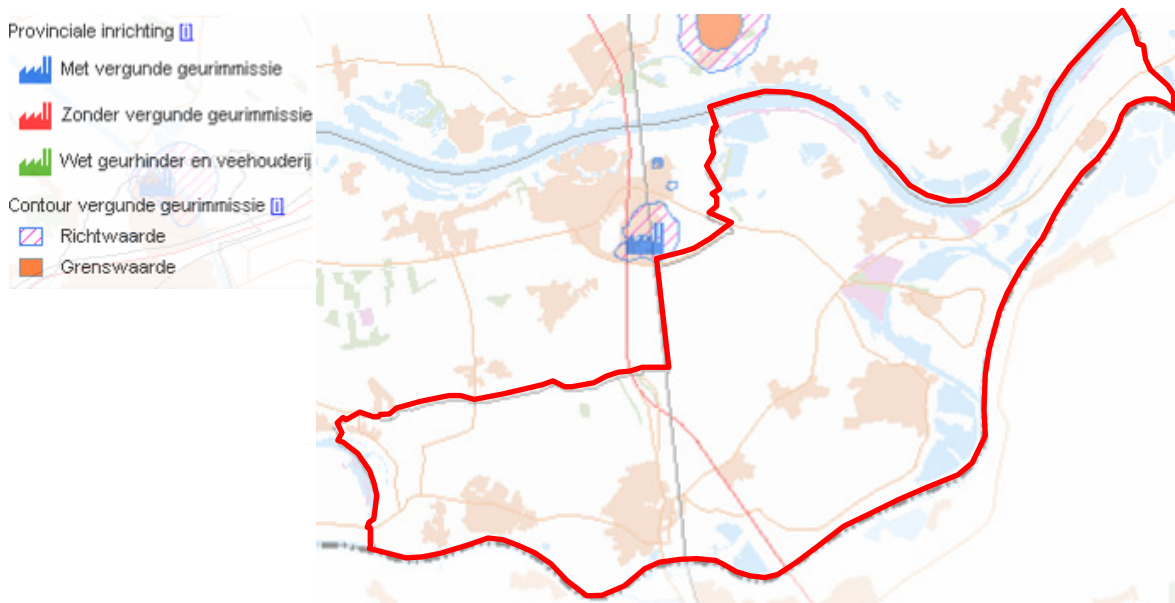 Provinciale inrichting [i]
Met vergunde geurimmissie
Zonder vergunde geurimmissie
Wet geurhinder en veehouderij
Contour vergunde geurimmissie [i]
Richtwaarde
Grenswaarde